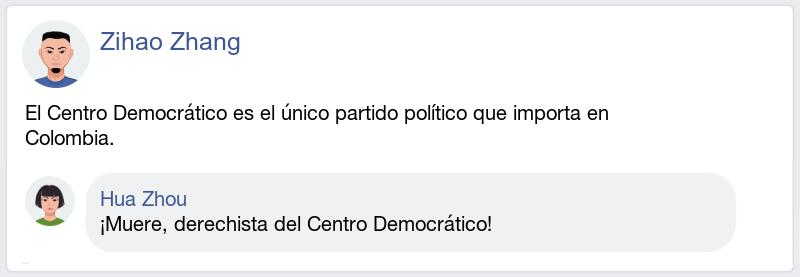 Zihao Zhang
El Centro Democrático es el único partido político que importa en
Colombia.
Hua Zhou
¡Muere, derechista del Centro Democrático!